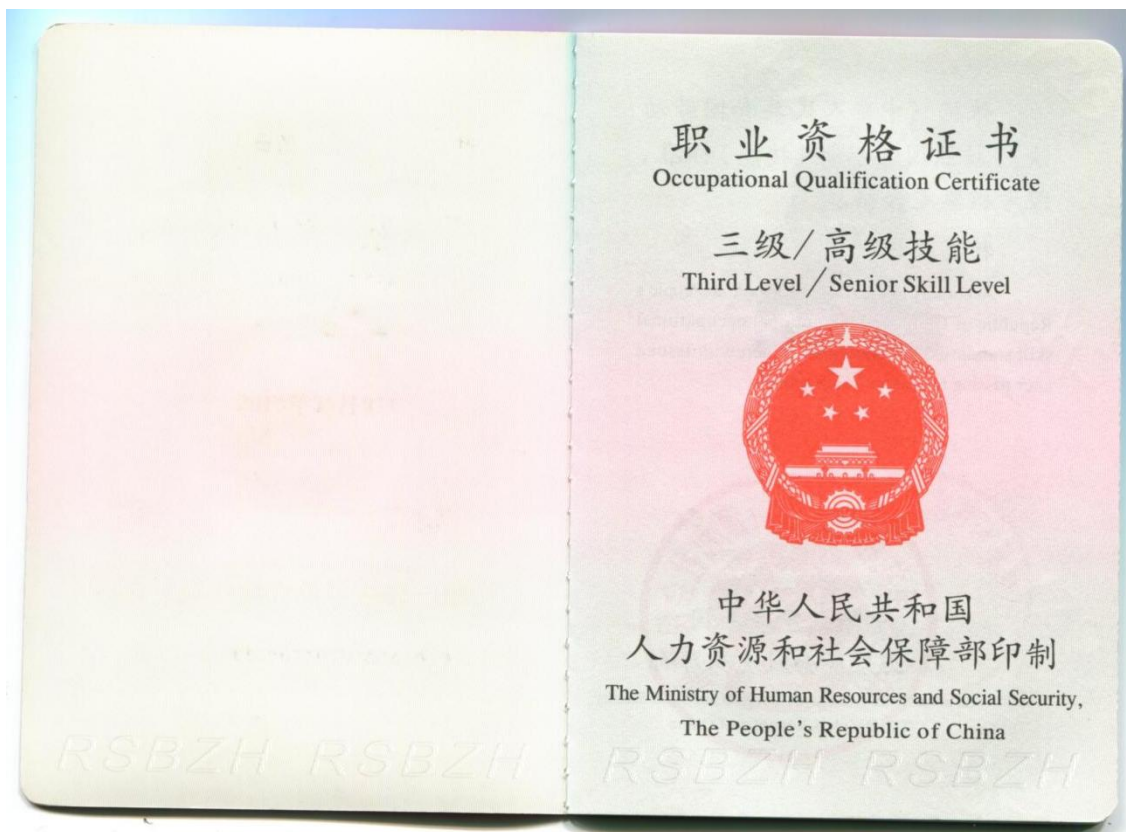 职业资格证书
Occupational Qualification Certificate
三级/高级技能
Third Level/Senior Skill Level
中华人民共和国
人力资源和社会保障部印制
The Ministry of Human Resources and Social Security,
The People's Republic of China
RSBZH RSBZH RSBZH RSBZH